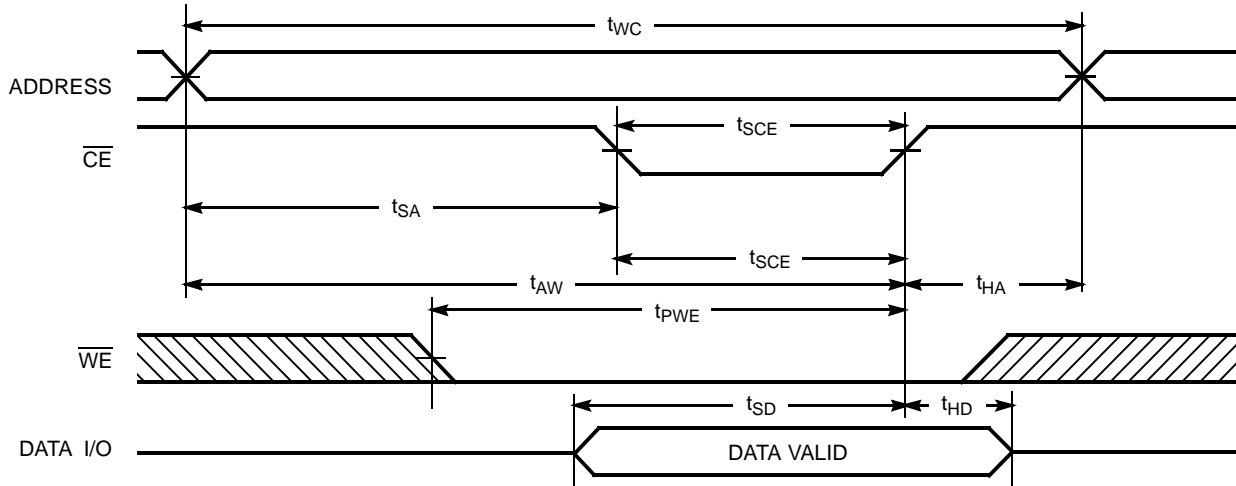 tWC
ADDRESS
tSCE
CE
tSA
tSCE
tAW
tHA
tPWE
WE
tSD
tHD
DATA I/O
DATA VALID